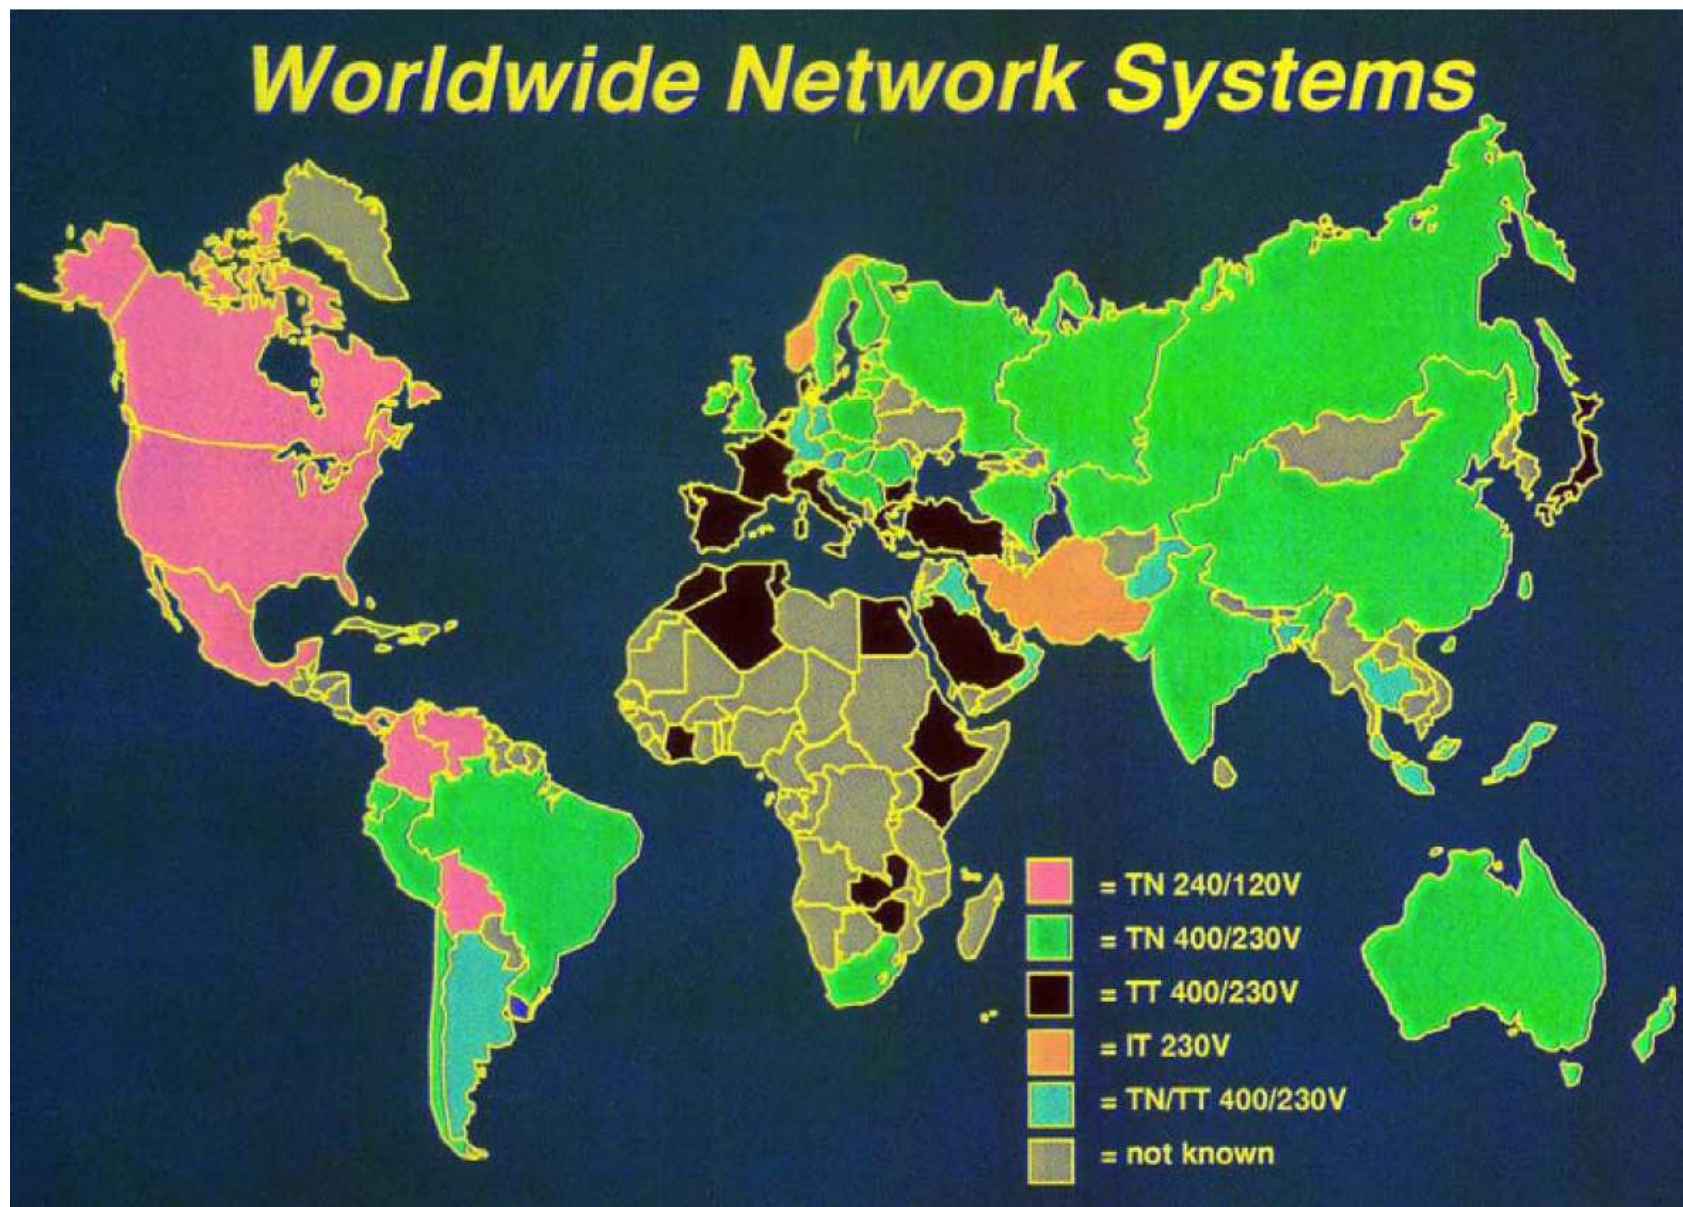 Worldwide Network Systems
= TN 240/120V
= TN 400/230V
= TT 400/230V
= IT 230V
= TN/TT 400/230V
= not known